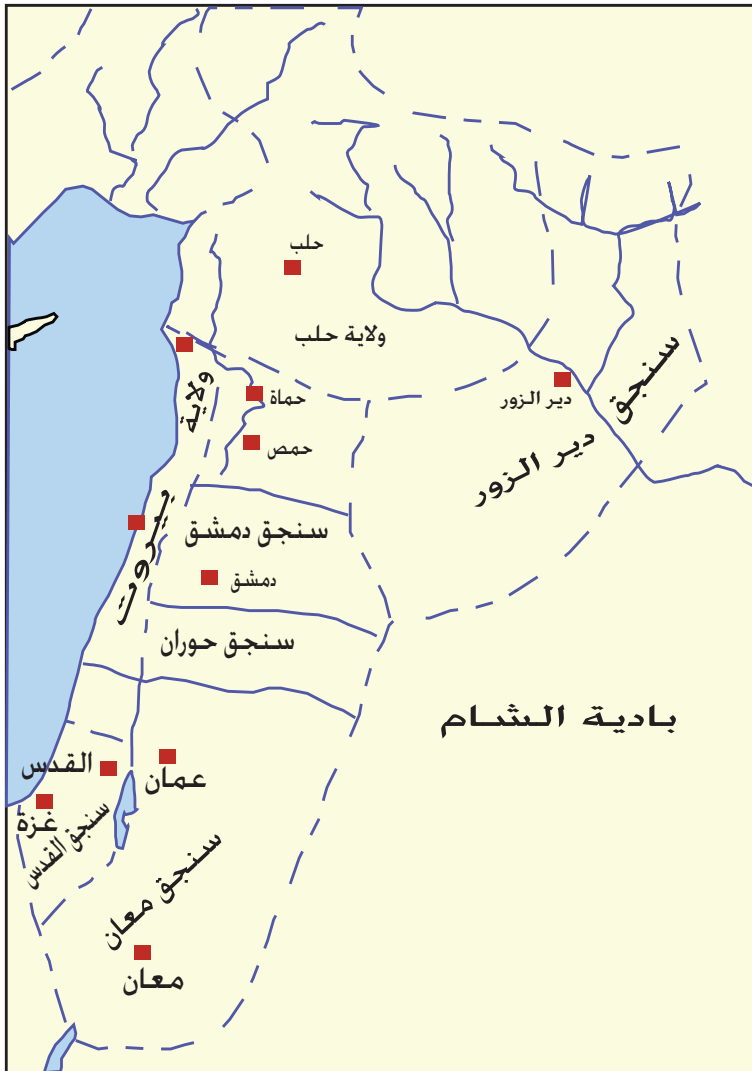 حلب
ولاية حلب
سنجق دير الزور
دير الزور
ولاية بيروت
حماة
حمص
سنجق دمشق
دمشق
سنجق حوران
بادية الشام
القدس
عمان
غزة
سنجق القدس
سنجق معان
معان